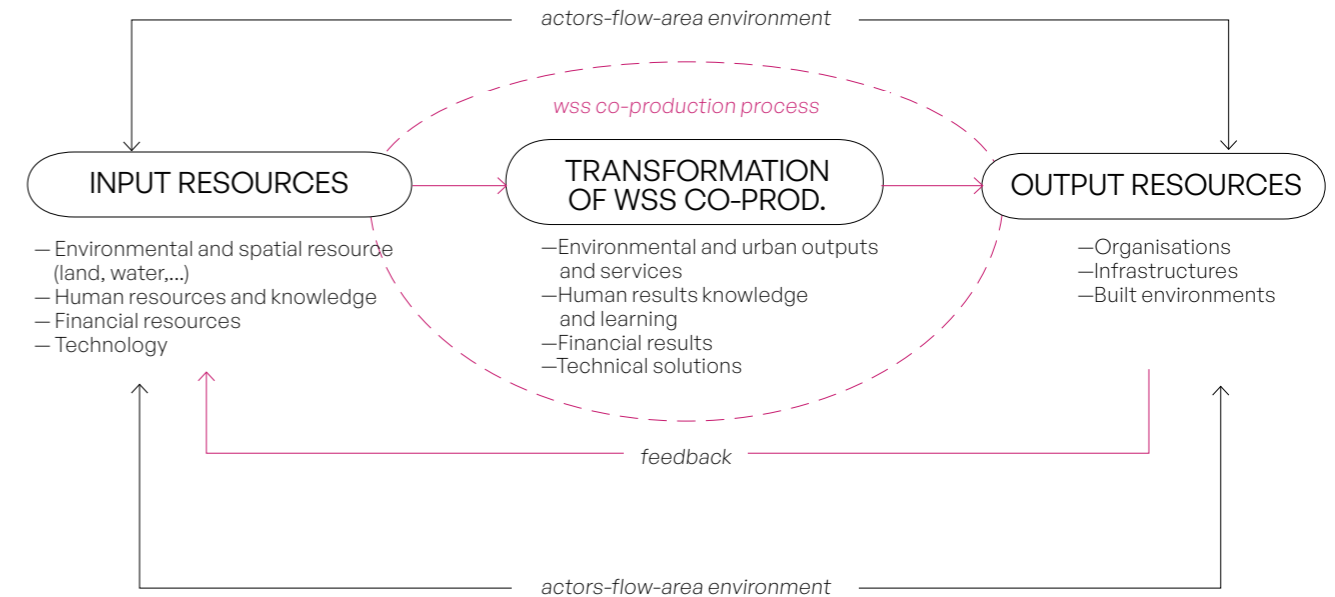 actors-flow-area environment
wss co-production process
INPUT RESOURCES
— Environmental and spatial resource
(land, water,...)
— Human resources and knowledge
— Financial resources
— Technology
TRANSFORMATION
OF WSS CO-PROD.
—Environmental and urban outputs
and services
—Human results knowledge
and learning
—Financial results
—Technical solutions
OUTPUT RESOURCES
—Organisations
—Infrastructures
—Built environments
feedback
actors-flow-area environment